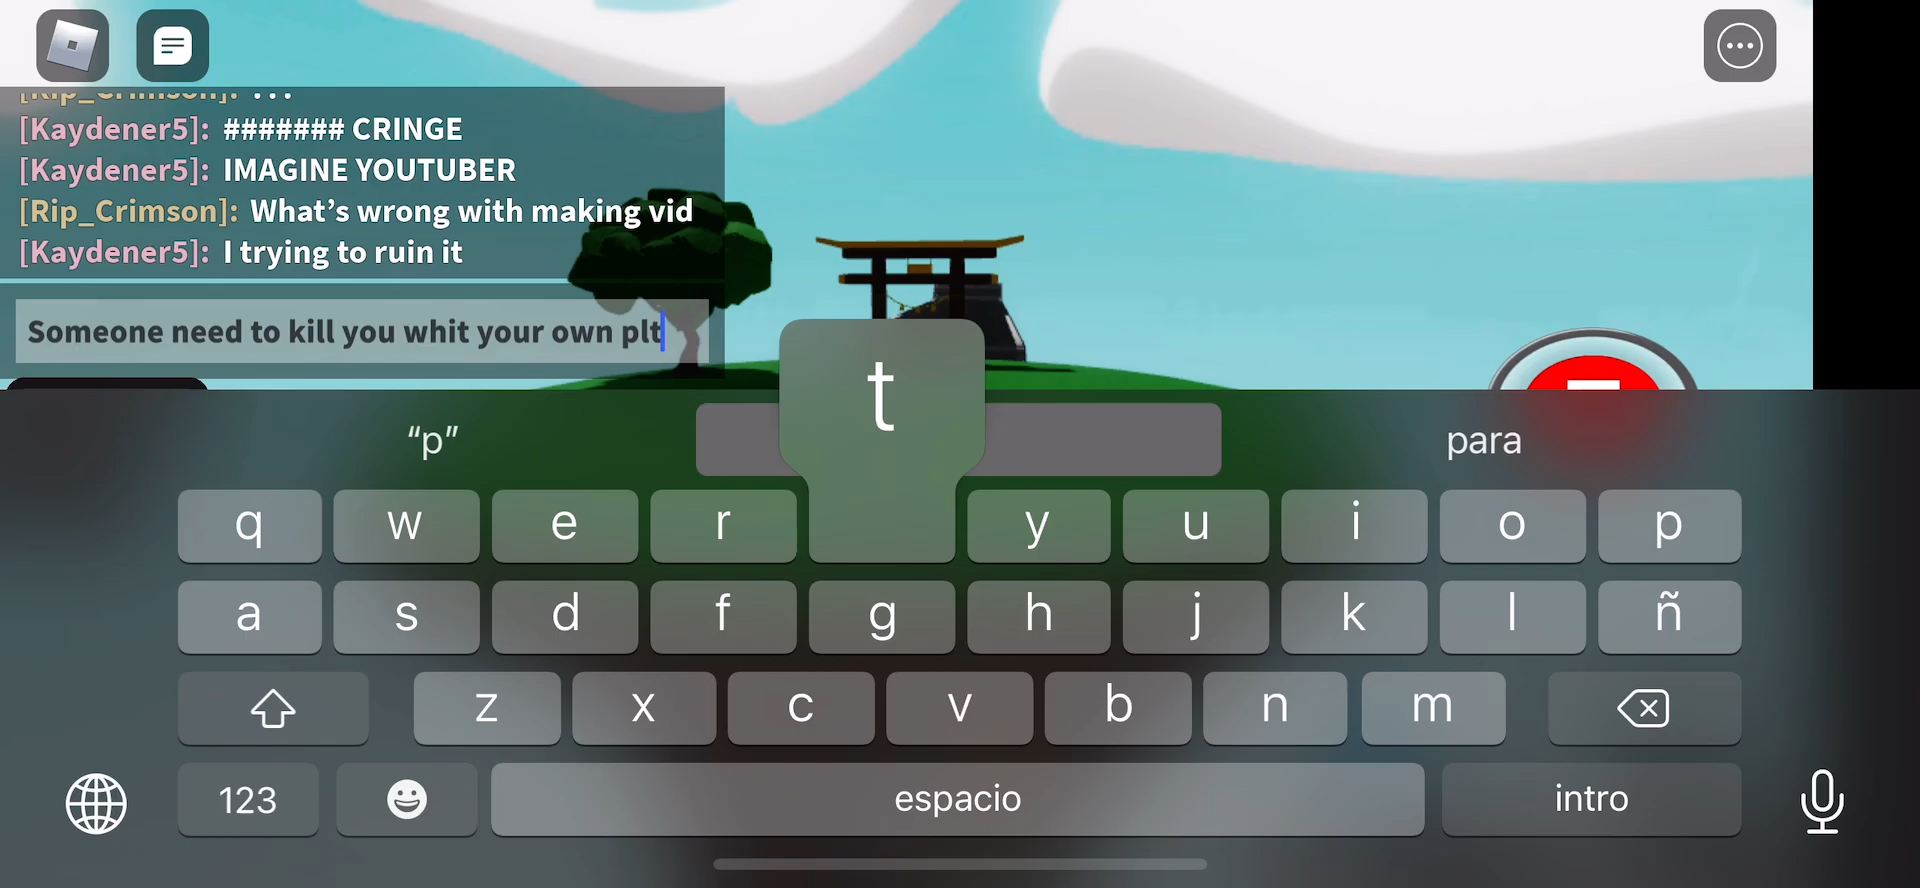 [Rip_Crimson]: ...
[Kaydener5]: ####### CRINGE
[Kaydener5]: IMAGINE YOUTUBER
[Rip_Crimson]: What’s wrong with making vid
[Kaydener5]: I trying to ruin it
Someone need to kill you whit your own plt
t
“p” para
q w e r y u i o p
a s d f g h j k l ñ
z x c v b n m
123 espacio intro